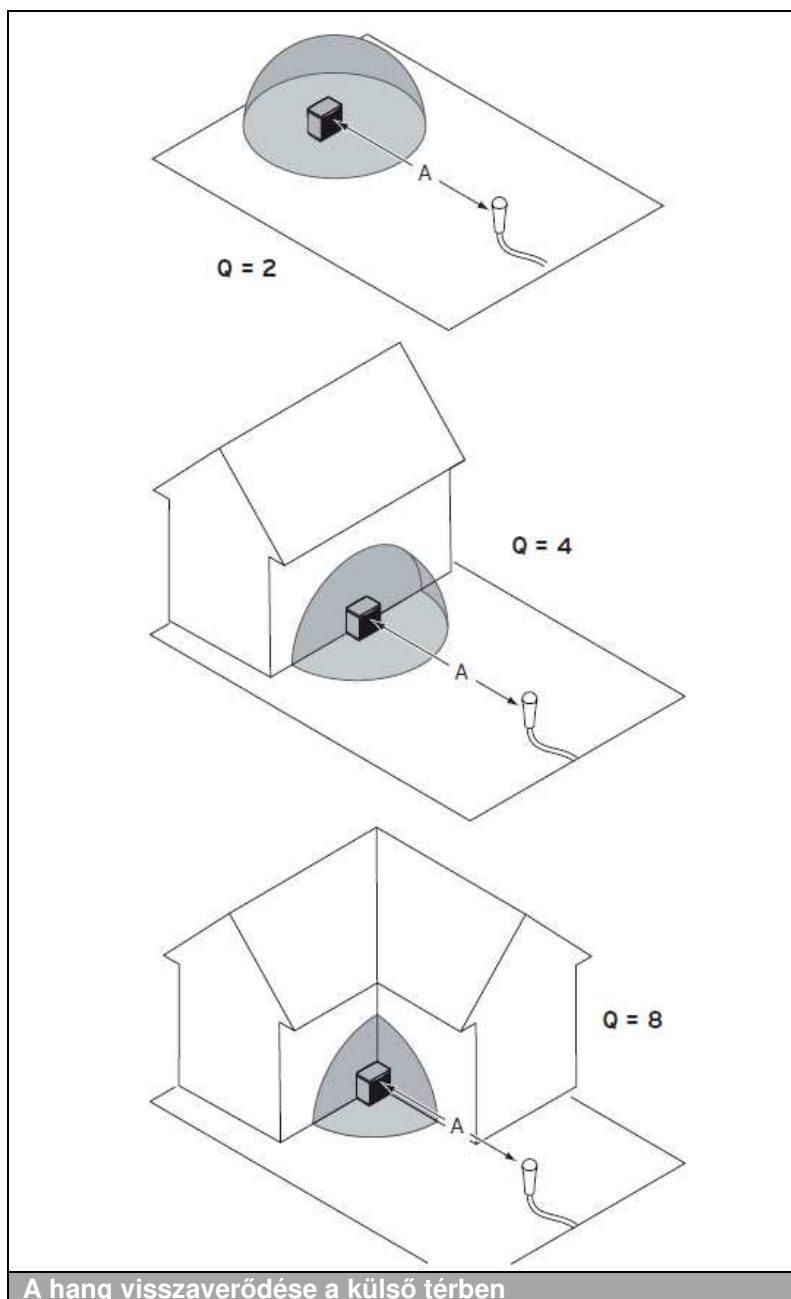 A
Q = 2
Q = 4
A
Q = 8
A
A hang visszaverődése a külső térben